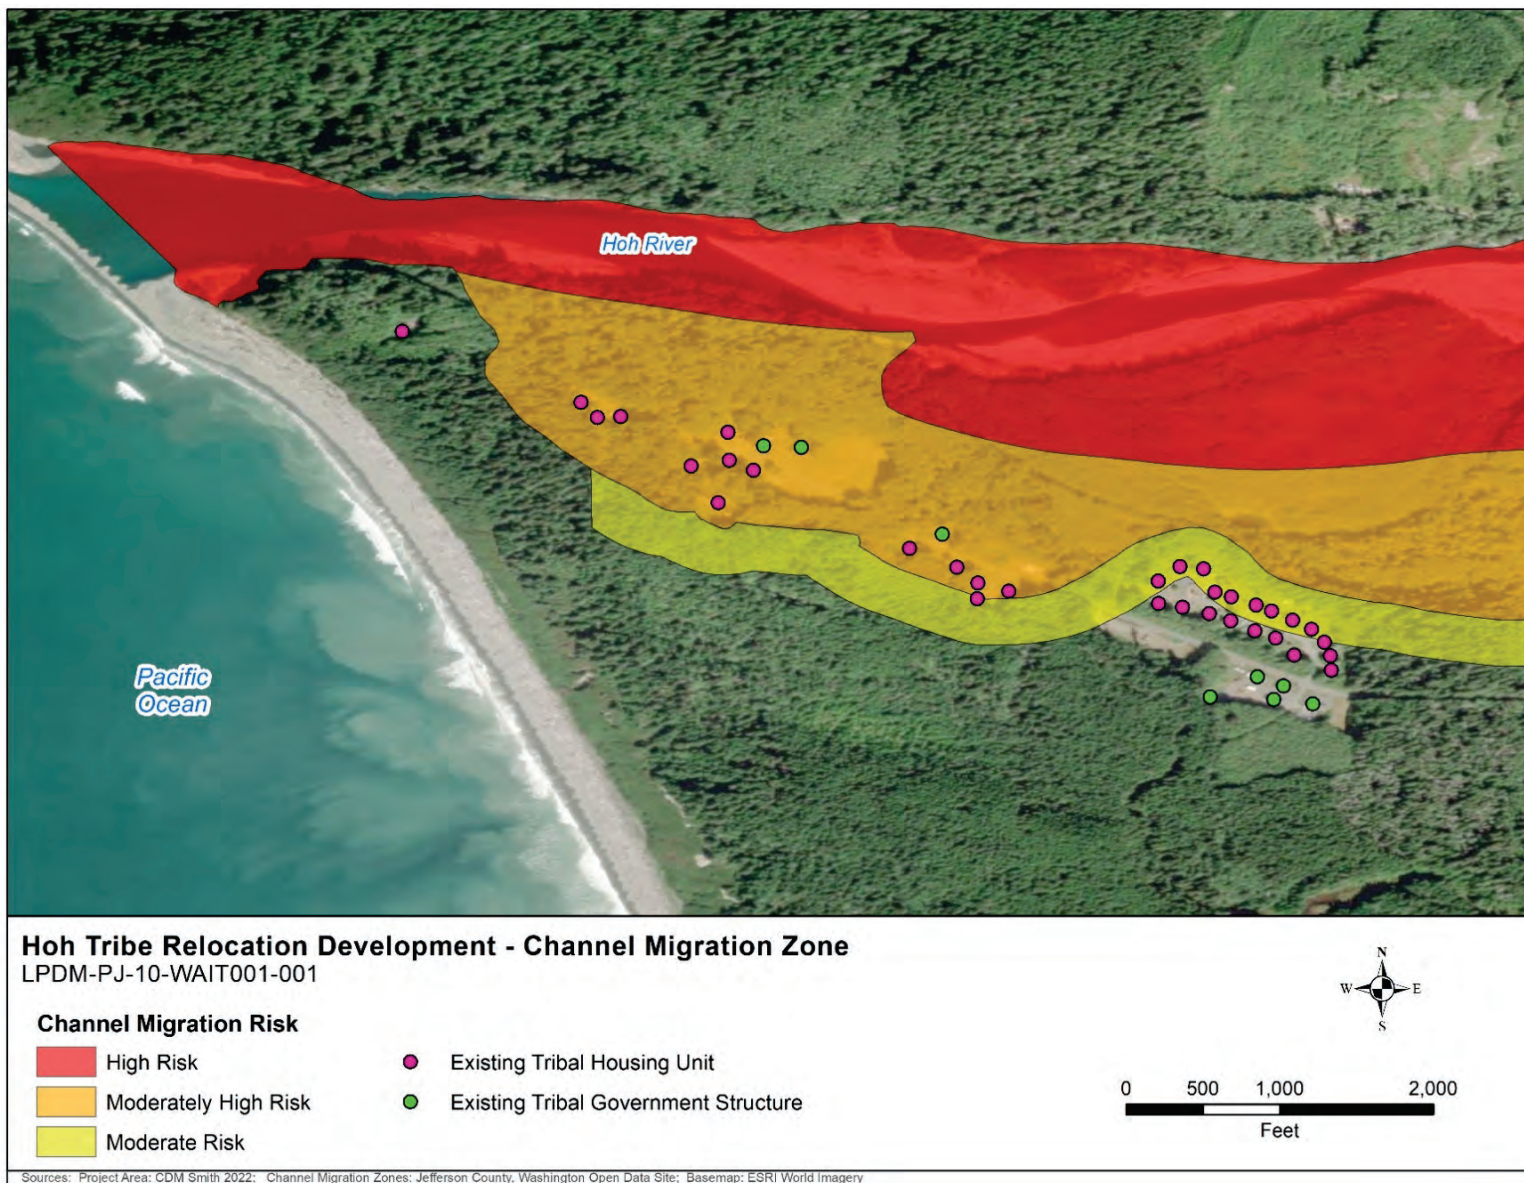 Hoh River
Pacific
Ocean
Hoh Tribe Relocation Development - Channel Migration Zone
LPDM-PJ-10-WAIT001-001
Channel Migration Risk
High Risk
Moderately High Risk
Moderate Risk
Existing Tribal Housing Unit
Existing Tribal Government Structure
N
W E
S
0 500 1,000 2,000
Feet
Sources: Project Area: CDM Smith 2022; Channel Migration Zones: Jefferson County, Washington Open Data Site; Basemap: ESRI World Imagery